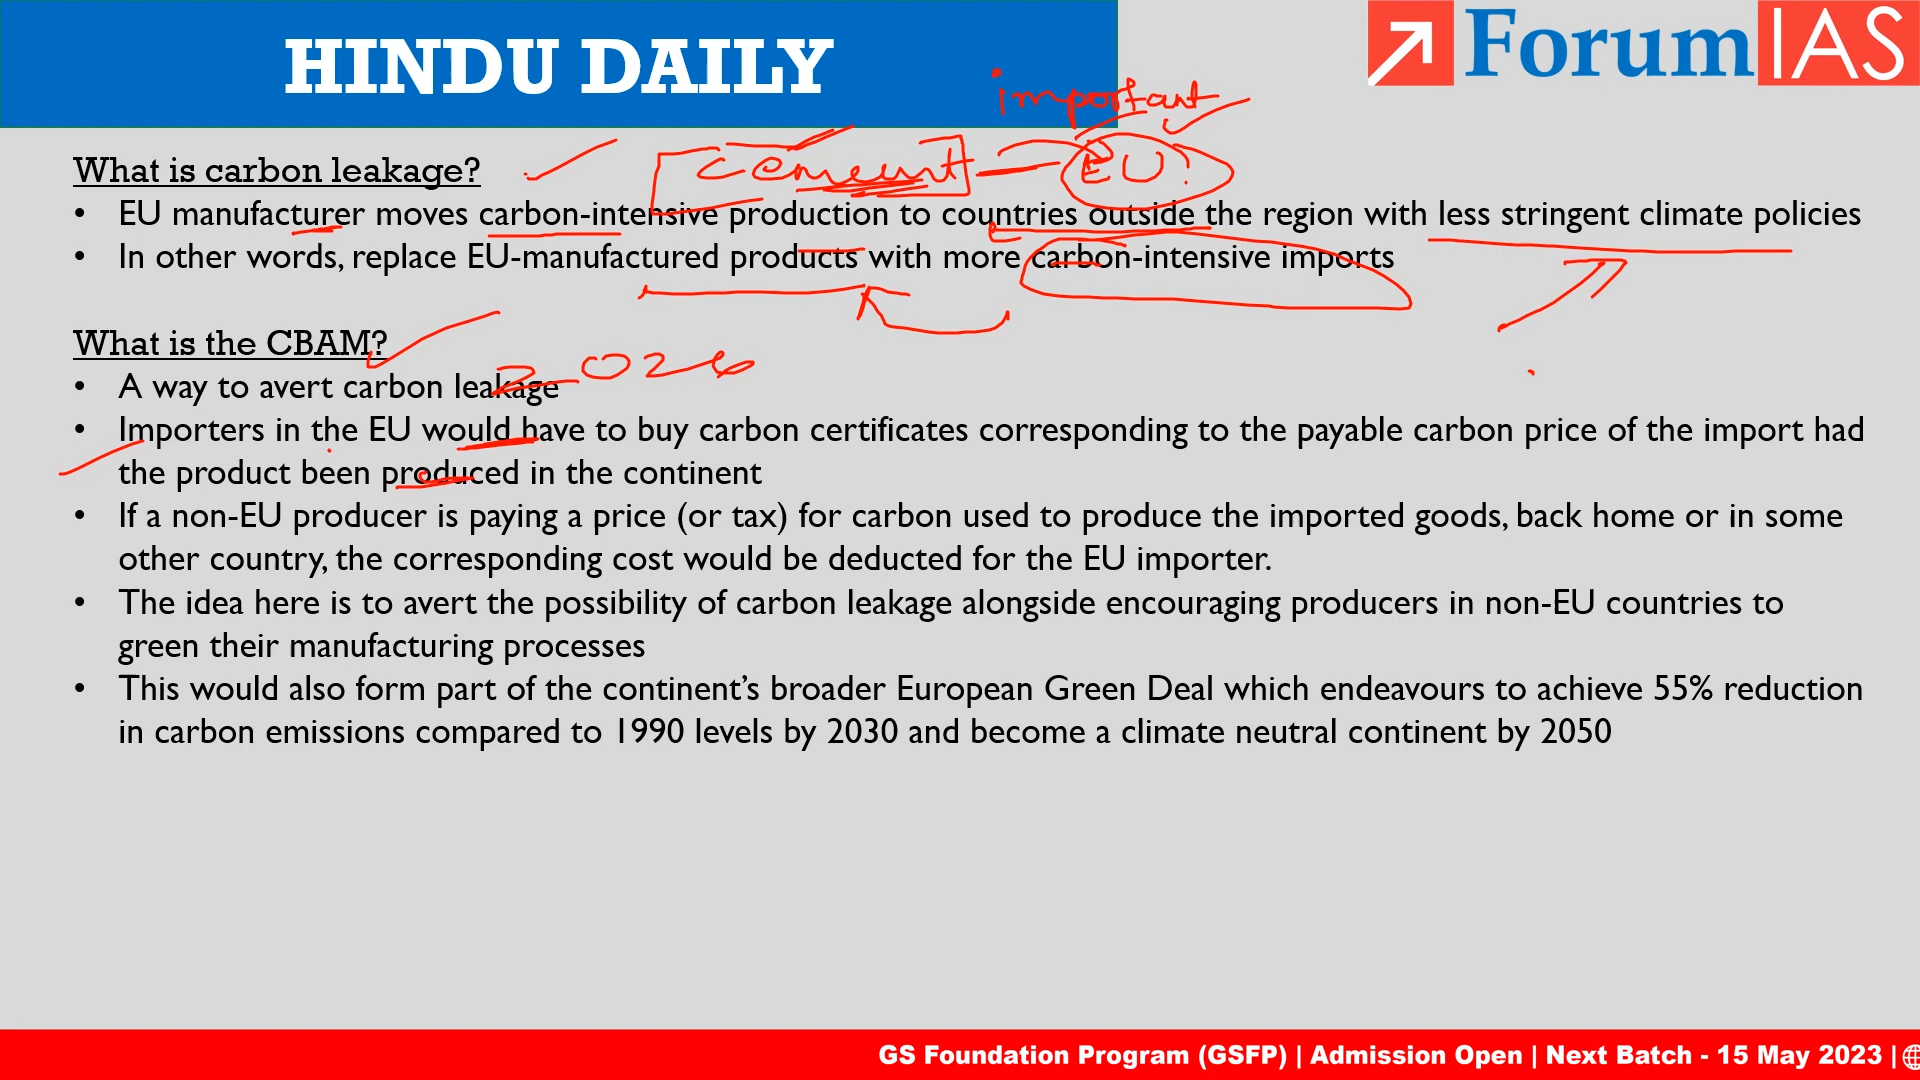 HINDU DAILY
ForumIAS
important
What is carbon leakage?
cement
EU
• EU manufacturer moves carbon-intensive production to countries outside the region with less stringent climate policies
• In other words, replace EU-manufactured products with more carbon-intensive imports
What is the CBAM?
2026
• A way to avert carbon leakage
• Importers in the EU would have to buy carbon certificates corresponding to the payable carbon price of the import had
the product been produced in the continent
• If a non-EU producer is paying a price (or tax) for carbon used to produce the imported goods, back home or in some
other country, the corresponding cost would be deducted for the EU importer.
• The idea here is to avert the possibility of carbon leakage alongside encouraging producers in non-EU countries to
green their manufacturing processes
• This would also form part of the continent’s broader European Green Deal which endeavours to achieve 55% reduction
in carbon emissions compared to 1990 levels by 2030 and become a climate neutral continent by 2050
GS Foundation Program (GSFP) | Admission Open | Next Batch - 15 May 2023 |